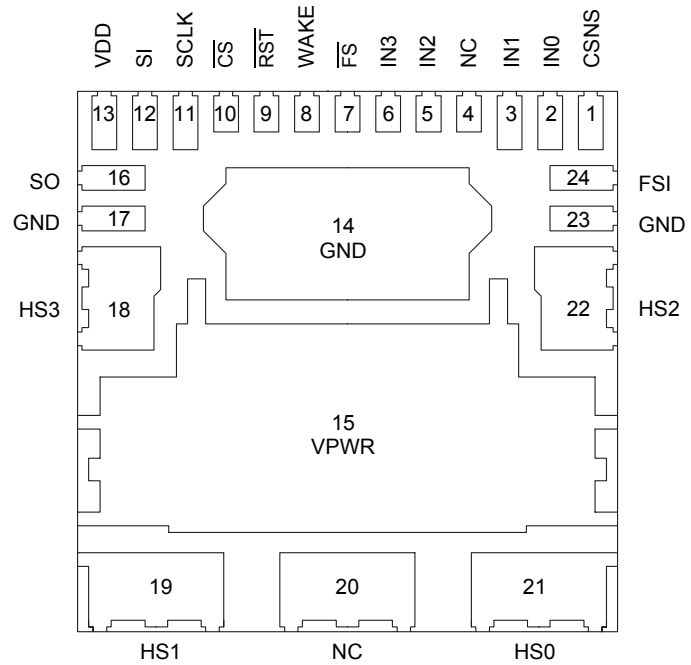 VDD SI SCLK CS RST WAKE FS IN3 IN2 NC IN1 IN0 CSNS
13 12 11 10 9 8 7 6 5 4 3 2 1
SO 16 24 FSI
GND 17 14 23 GND
GND
HS3 18 22 HS2
15
VPWR
19 20 21
HS1 NC HS0